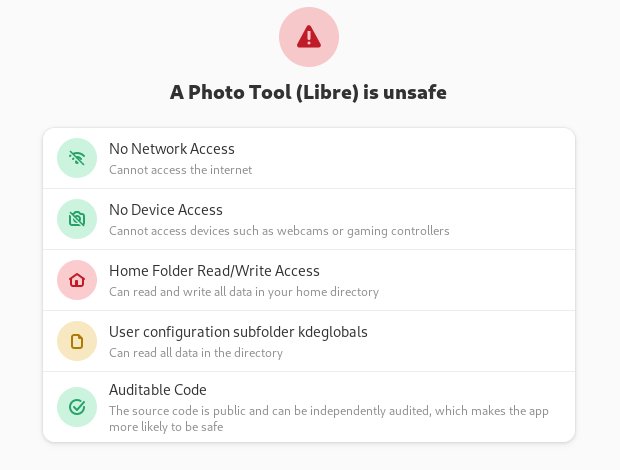 A Photo Tool (Libre) is unsafe
No Network Access
Cannot access the internet
No Device Access
Cannot access devices such as webcams or gaming controllers
Home Folder Read/Write Access
Can read and write all data in your home directory
User configuration subfolder kdeglobals
Can read all data in the directory
Auditable Code
The source code is public and can be independently audited, which makes the app
more likely to be safe